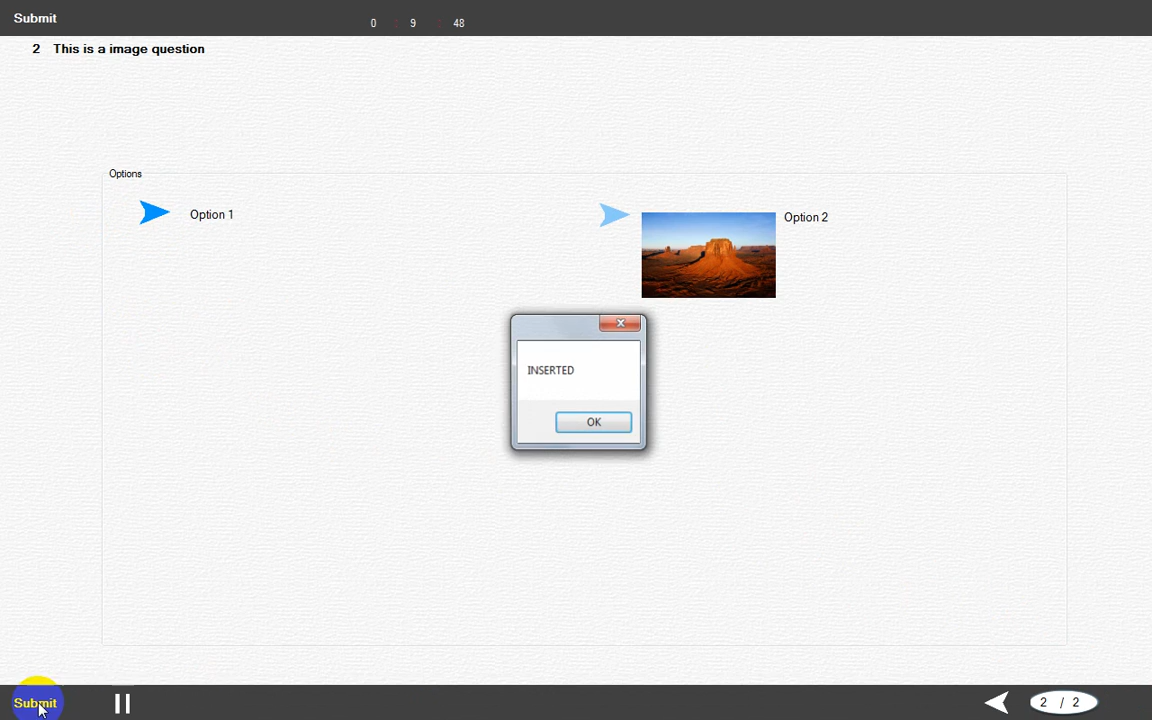 Submit
0 : 9 : 48
2 This is a image question
Options
Option 1
Option 2
INSERTED
OK
Submit
2 / 2